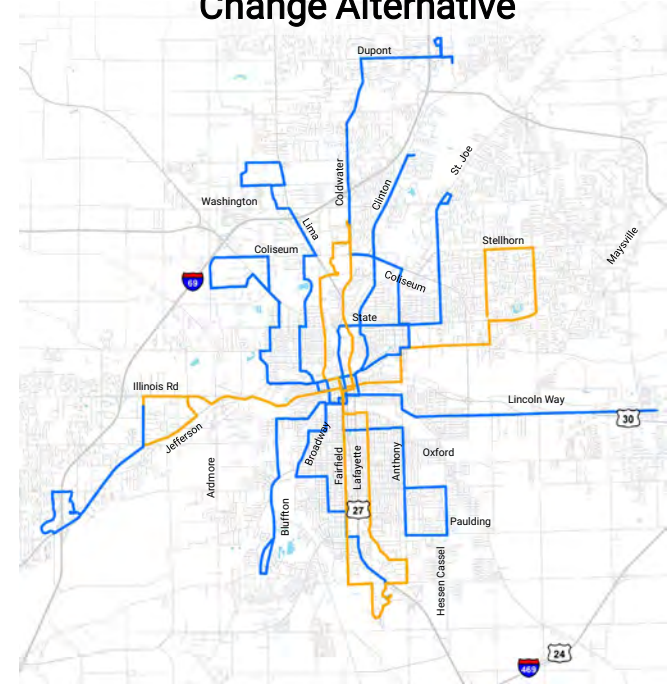 Change Alternative
Dupont
St. Joe
Coldwater
Clinton
Washington
Lima
Stellhorn
Maysville
Coliseum
69
Coliseum
State
Illinois Rd
Lincoln Way
30
Jefferson
Broadway
Fairfield
Lafayette
Anthony
Oxford
Ardmore
Bluffton
27
Paulding
Hessen Cassel
24
469